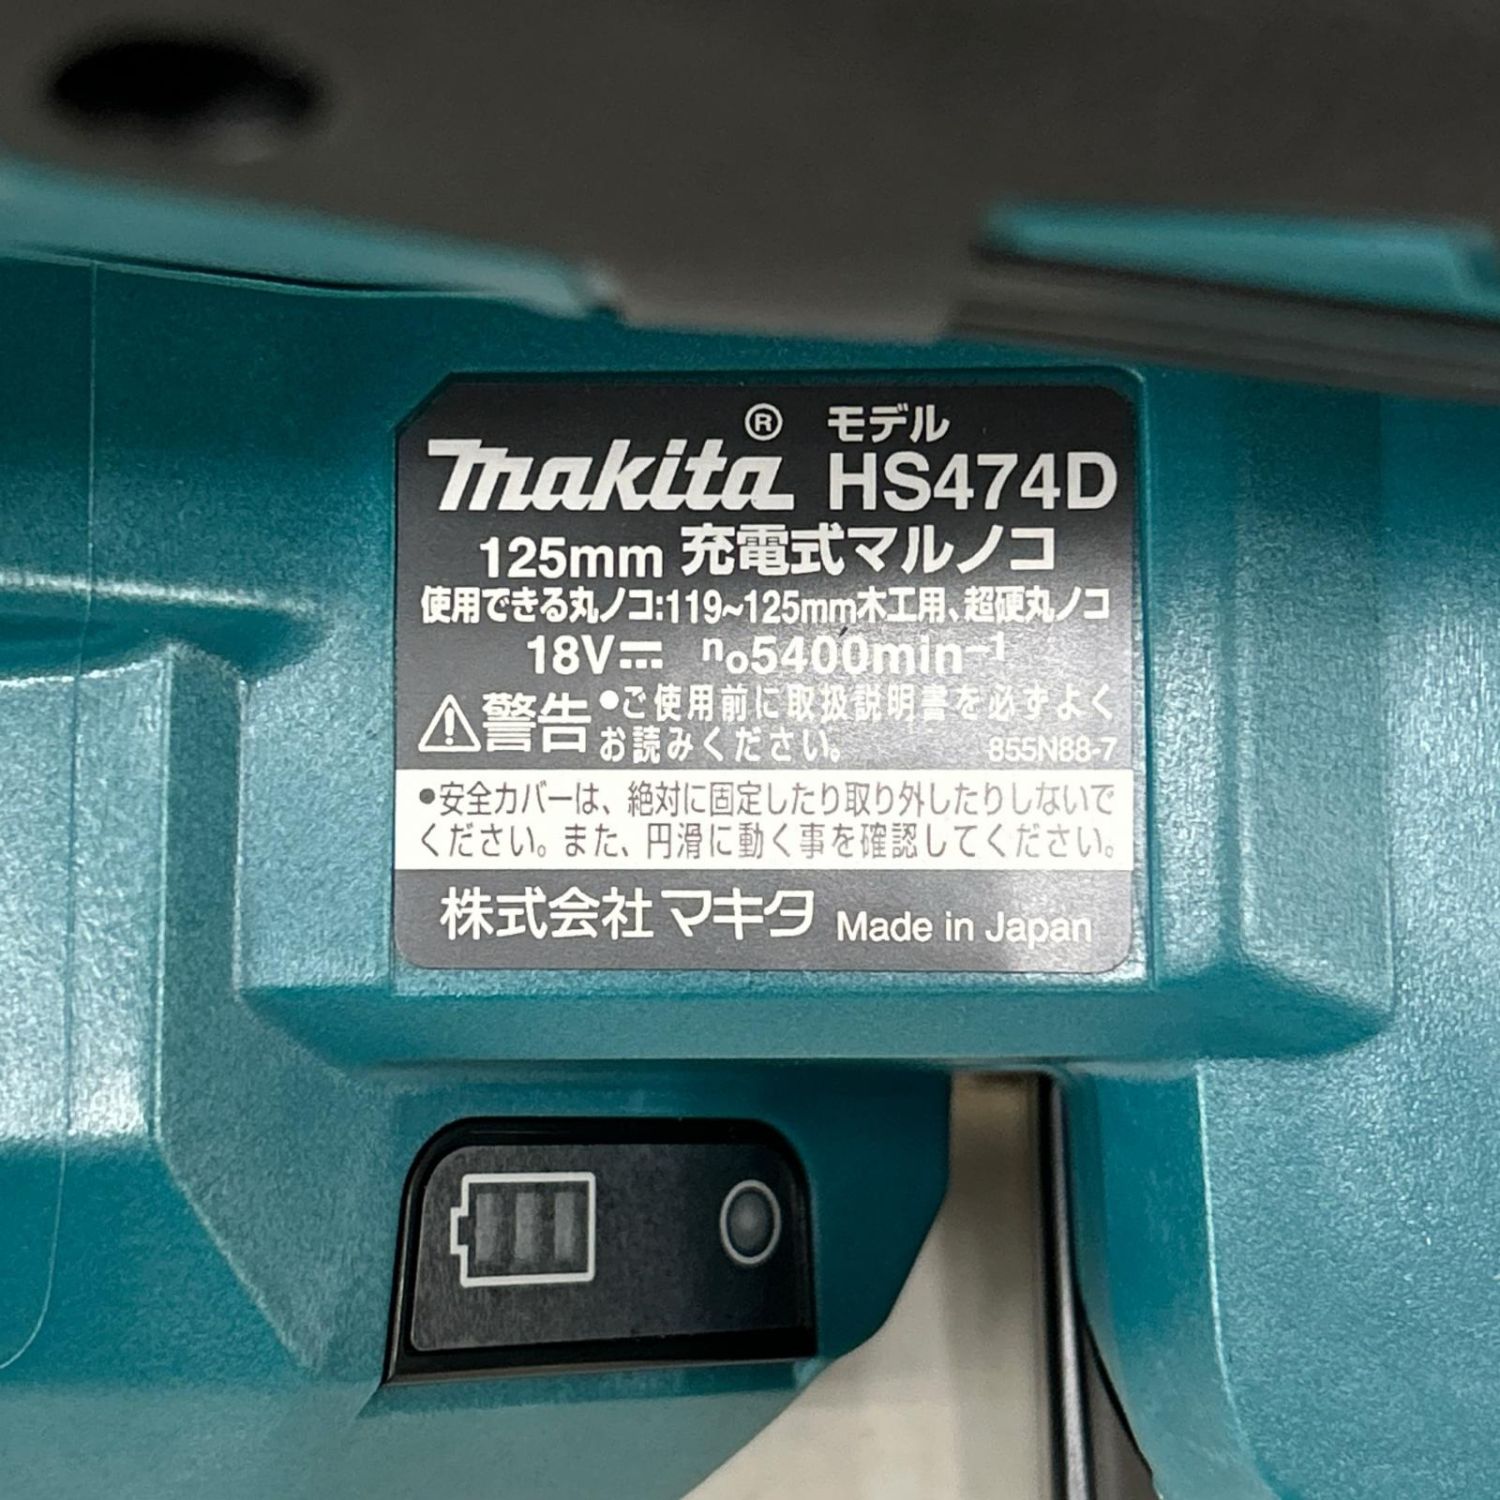 makita® モデル HS474D
125mm 充電式マルノコ
使用できる丸ノコ:119~125mm木工用、超硬丸ノコ
18V⎓ n₀5400min⁻¹
⚠警告 •ご使用前に取扱説明書を必ずよく
お読みください。 855N88-7
•安全カバーは、絶対に固定したり取り外したりしないで
ください。また、円滑に動く事を確認してください。
株式会社マキタ Made in Japan